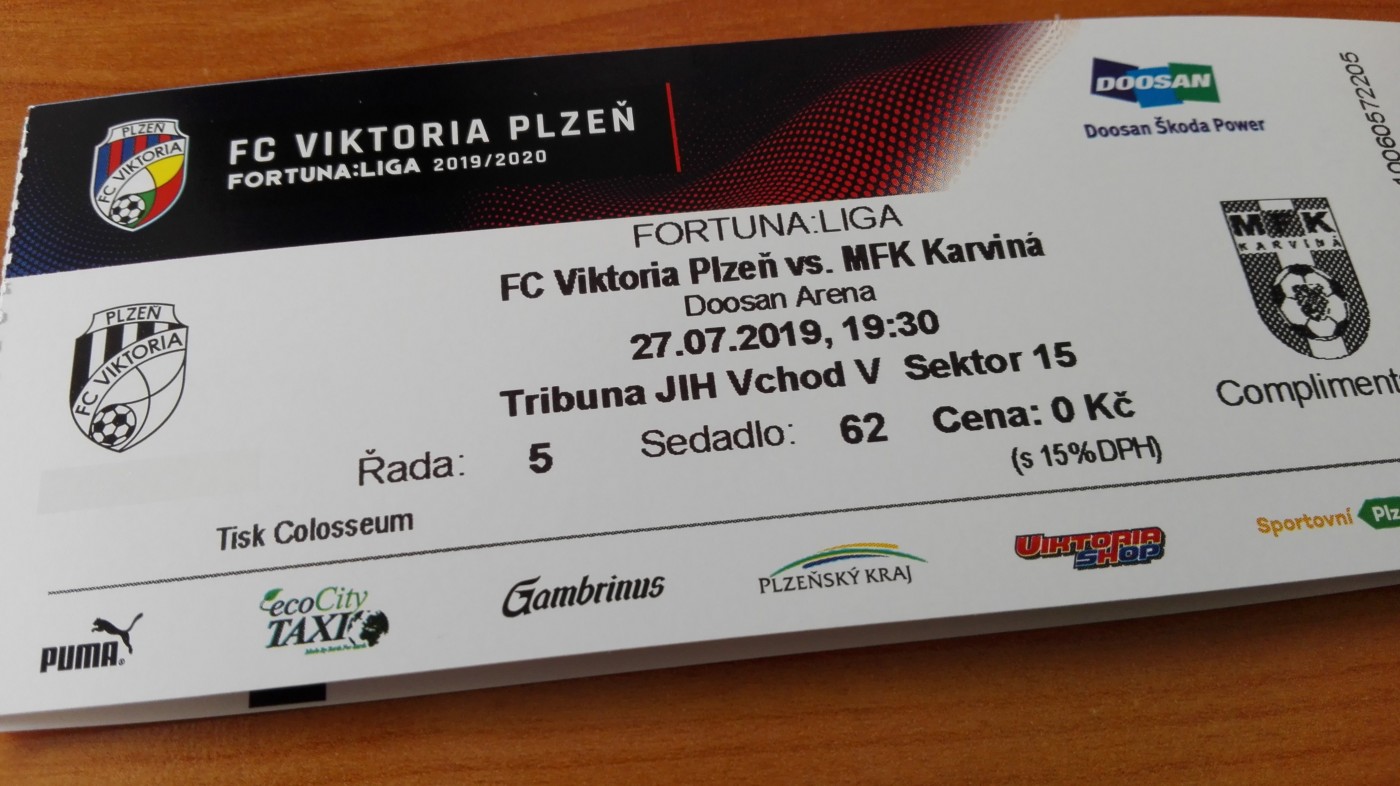 FC VIKTORIA PLZEŇ
FORTUNA:LIGA 2019/2020
PLZEŇ
FC VIKTORIA
DOOSAN
Doosan Škoda Power
FORTUNA:LIGA
FC Viktoria Plzeň vs. MFK Karviná
Doosan Arena
27.07.2019, 19:30
Tribuna JIH Vchod V Sektor 15
Řada: 5 Sedadlo: 62 Cena: 0 Kč
(s 15%DPH)
PLZEŇ
FC VIKTORIA
MFK
KARVINÁ
Compliment
Tisk Colosseum
PUMA
ecoCity
TAXI
Gambrinus
PLZEŇSKÝ KRAJ
VIKTORIA
SHOP
Sportovní Plz
0060572205